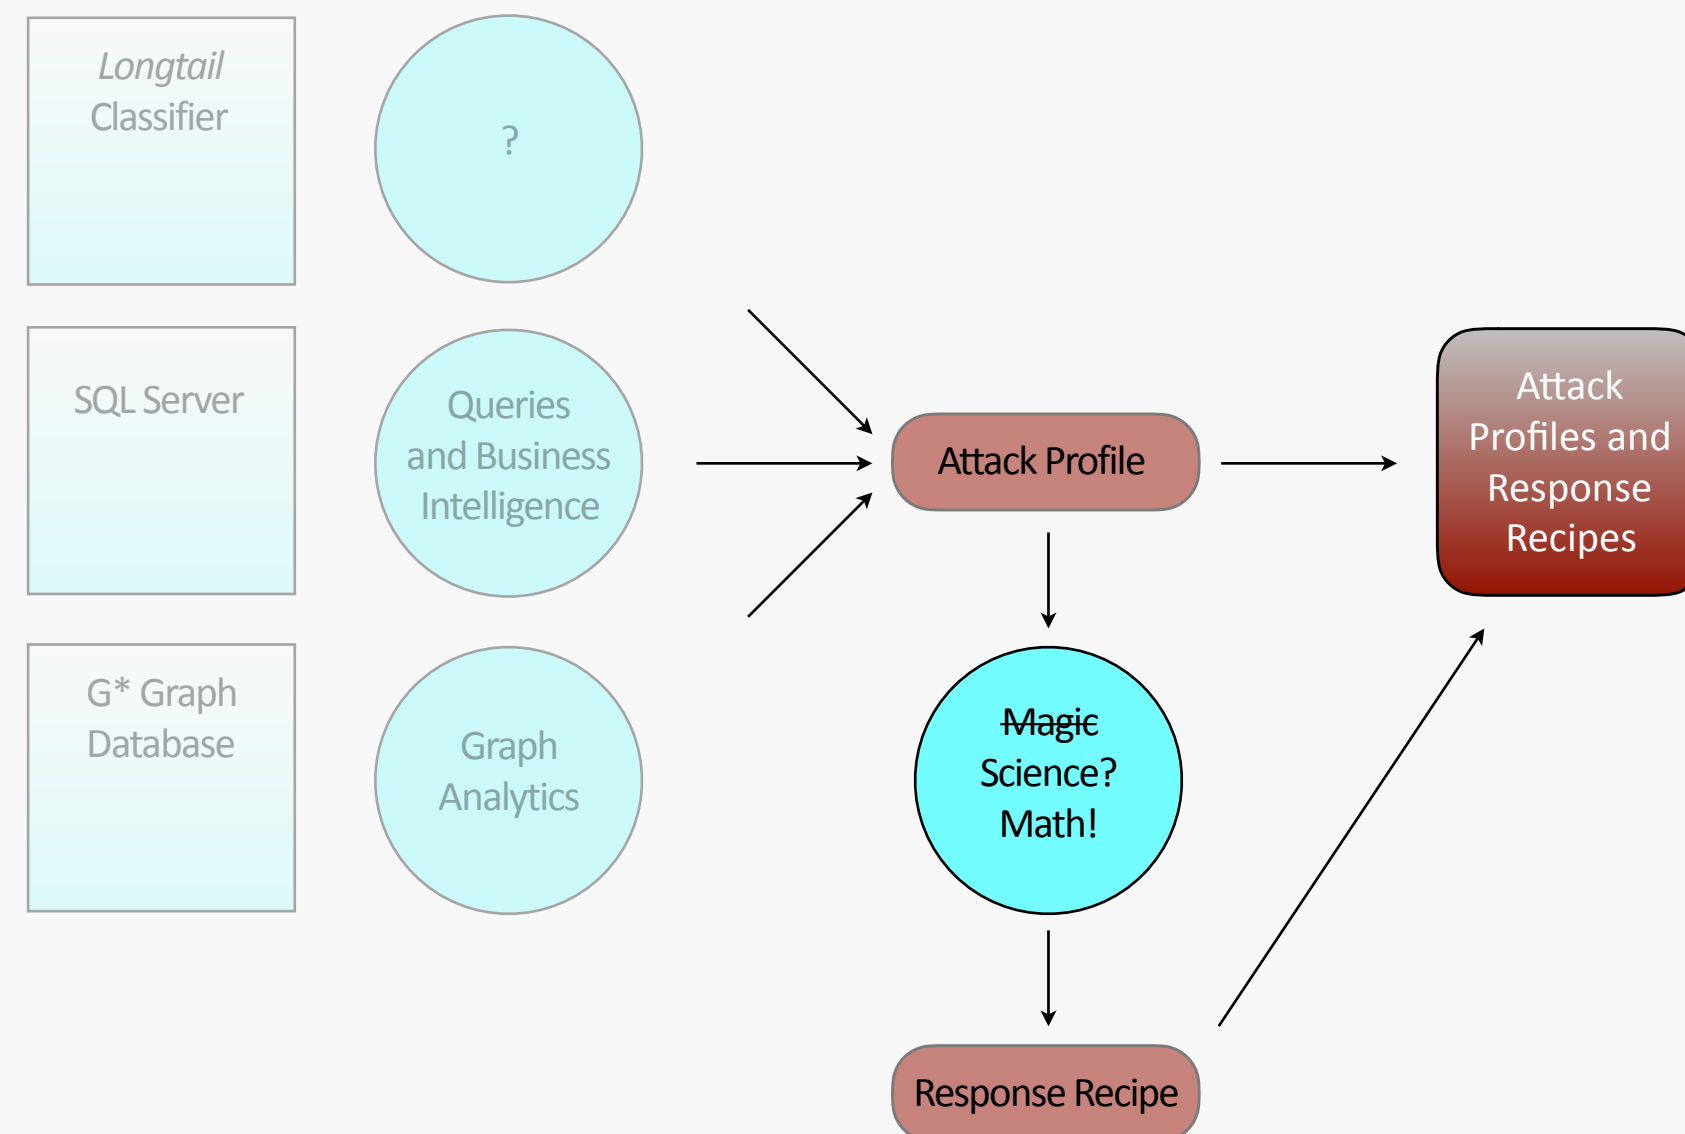 Longtail
Classifier
?
SQL Server
Queries
and Business
Intelligence
G* Graph
Database
Graph
Analytics
Attack Profile
Magic
Science?
Math!
Response Recipe
Attack
Profiles and
Response
Recipes